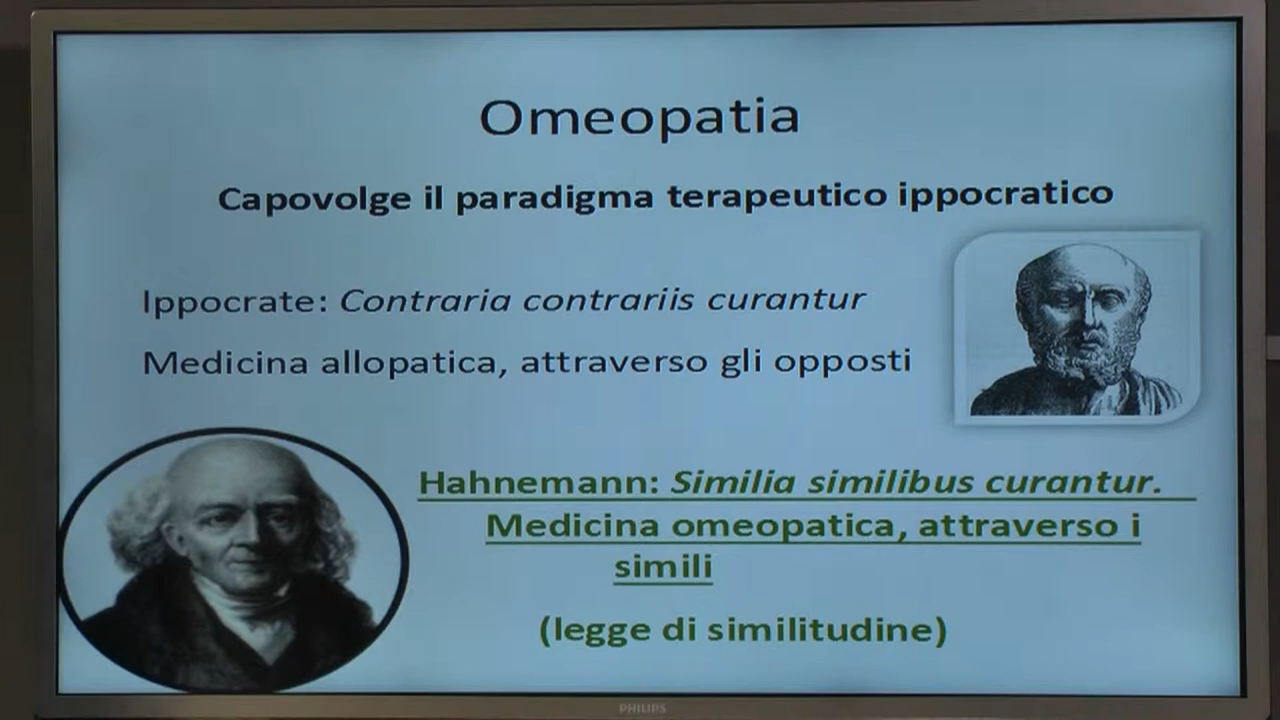 Omeopatia
Capovolge il paradigma terapeutico ippocratico
Ippocrate: Contraria contrariis curantur
Medicina allopatica, attraverso gli opposti
Hahnemann: Similia similibus curantur.
Medicina omeopatica, attraverso i
simili
(legge di similitudine)
PHILIPS